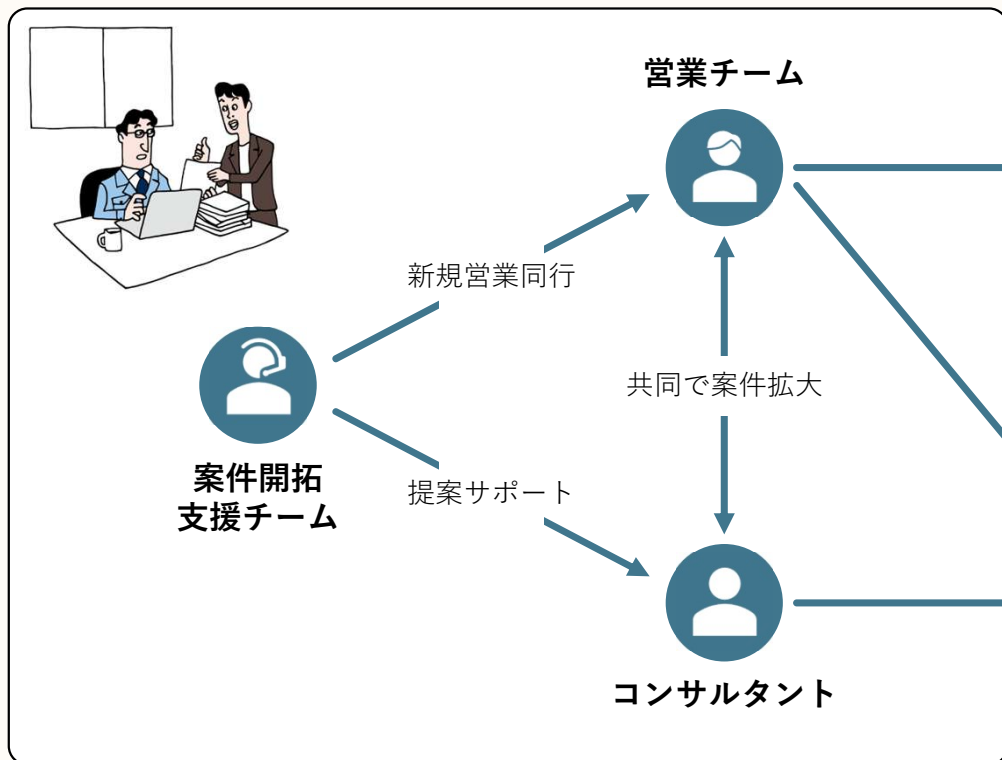 営業チーム
新規営業同行
共同で案件拡大
案件開拓
支援チーム
提案サポート
コンサルタント